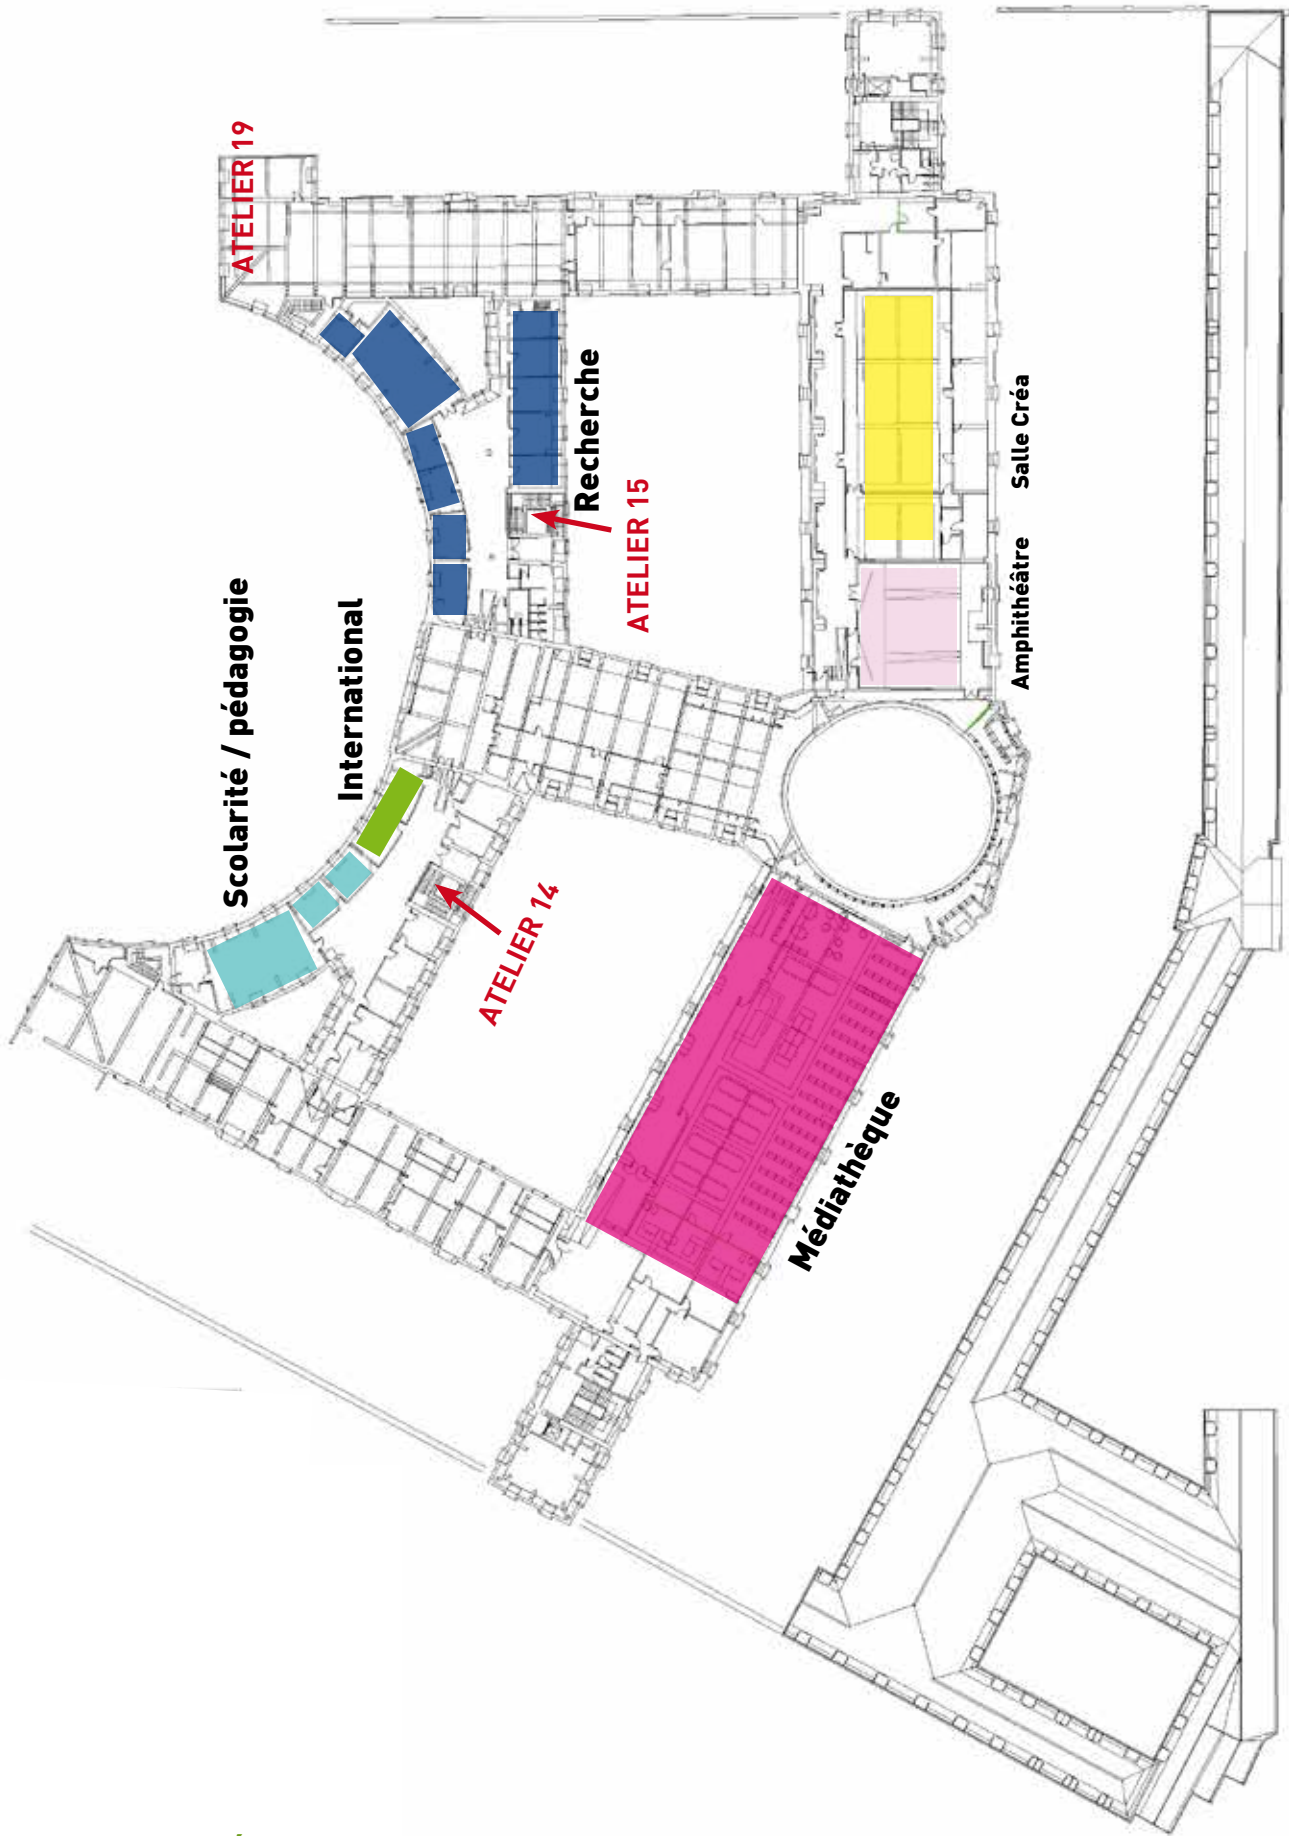 Scolarité / pédagogie
International
ATELIER 19
Recherche
ATELIER 15
ATELIER 14
Médiathèque
Amphithéâtre
Salle Créa